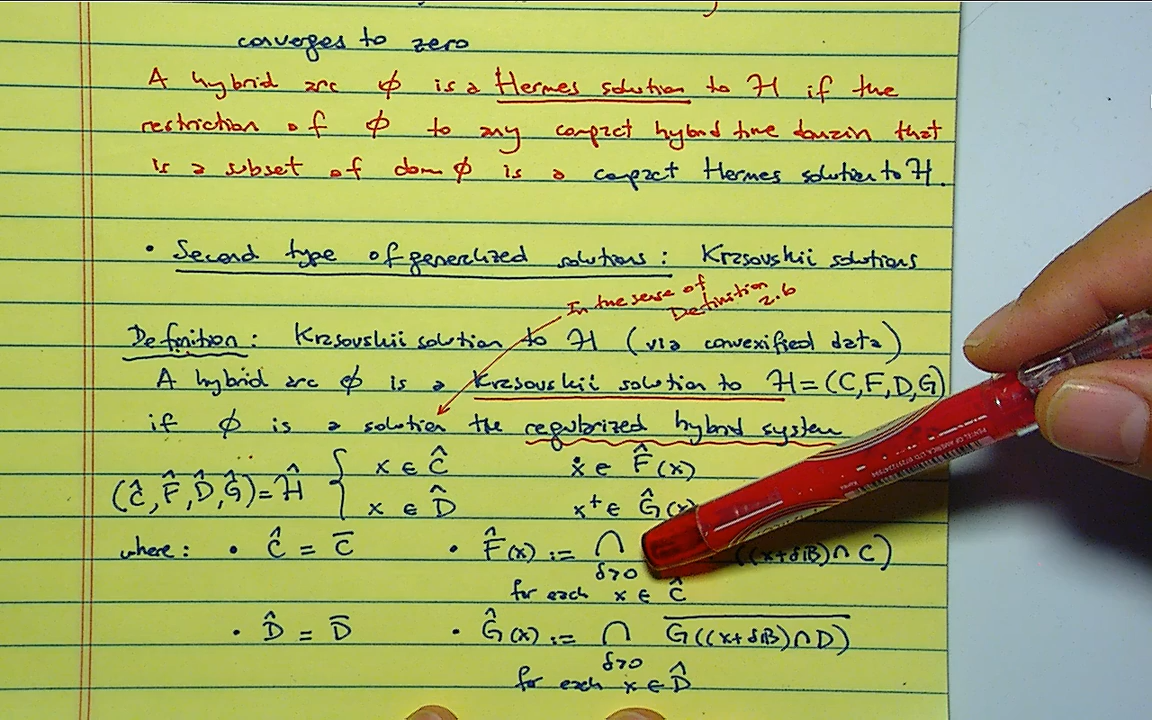 converges to zero
A hybrid arc ϕ is a Hermes solution to H if the
restriction of ϕ to any compact hybrid time domain that
is a subset of dom ϕ is a compact Hermes solution to H.
• Second type of generalized solutions: Krasovskii solutions
In the sense of
Definition 2.6
Definition: Krasovskii solution to H (via convexified data)
A hybrid arc ϕ is a Krasovskii solution to H = (C,F,D,G)
if ϕ is a solution the regularized hybrid system
(Ĉ, F̂, D̂, Ĝ) = Ĥ { x ∈ Ĉ ẋ ∈ F̂(x)
x ∈ D̂ x⁺ ∈ Ĝ(x)
where: • Ĉ = C̅ • F̂(x) := ⋂ ((x+δB)∩C)
δ>0
for each x ∈ Ĉ
• D̂ = D̅ • Ĝ(x) := ⋂ \overline{G((x+δB)∩D)}
δ>0
for each x ∈ D̂